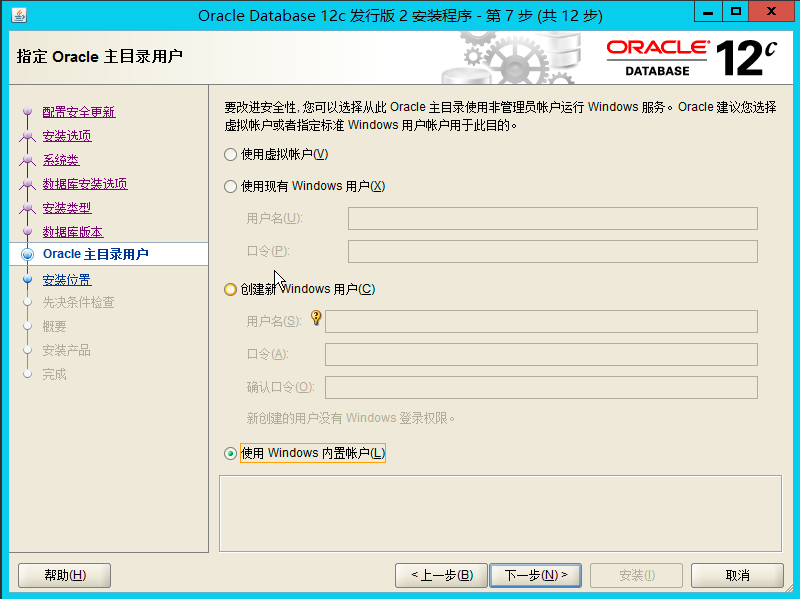 Oracle Database 12c 发行版 2 安装程序 - 第 7 步 (共 12 步)
指定 Oracle 主目录用户
ORACLE®
DATABASE
12c
配置安全更新
安装选项
系统类
数据库安装选项
安装类型
数据库版本
Oracle 主目录用户
安装位置
先决条件检查
概要
安装产品
完成
要改进安全性, 您可以选择从此 Oracle 主目录使用非管理员帐户运行 Windows 服务。Oracle 建议您选择
虚拟帐户或者指定标准 Windows 用户帐户用于此目的。
使用虚拟帐户(V)
使用现有 Windows 用户(X)
用户名(U):
口令(P):
创建新 Windows 用户(C)
用户名(S):
口令(A):
确认口令(O):
新创建的用户没有 Windows 登录权限。
使用 Windows 内置帐户(L)
帮助(H)
< 上一步(B)
下一步(N) >
安装(I)
取消